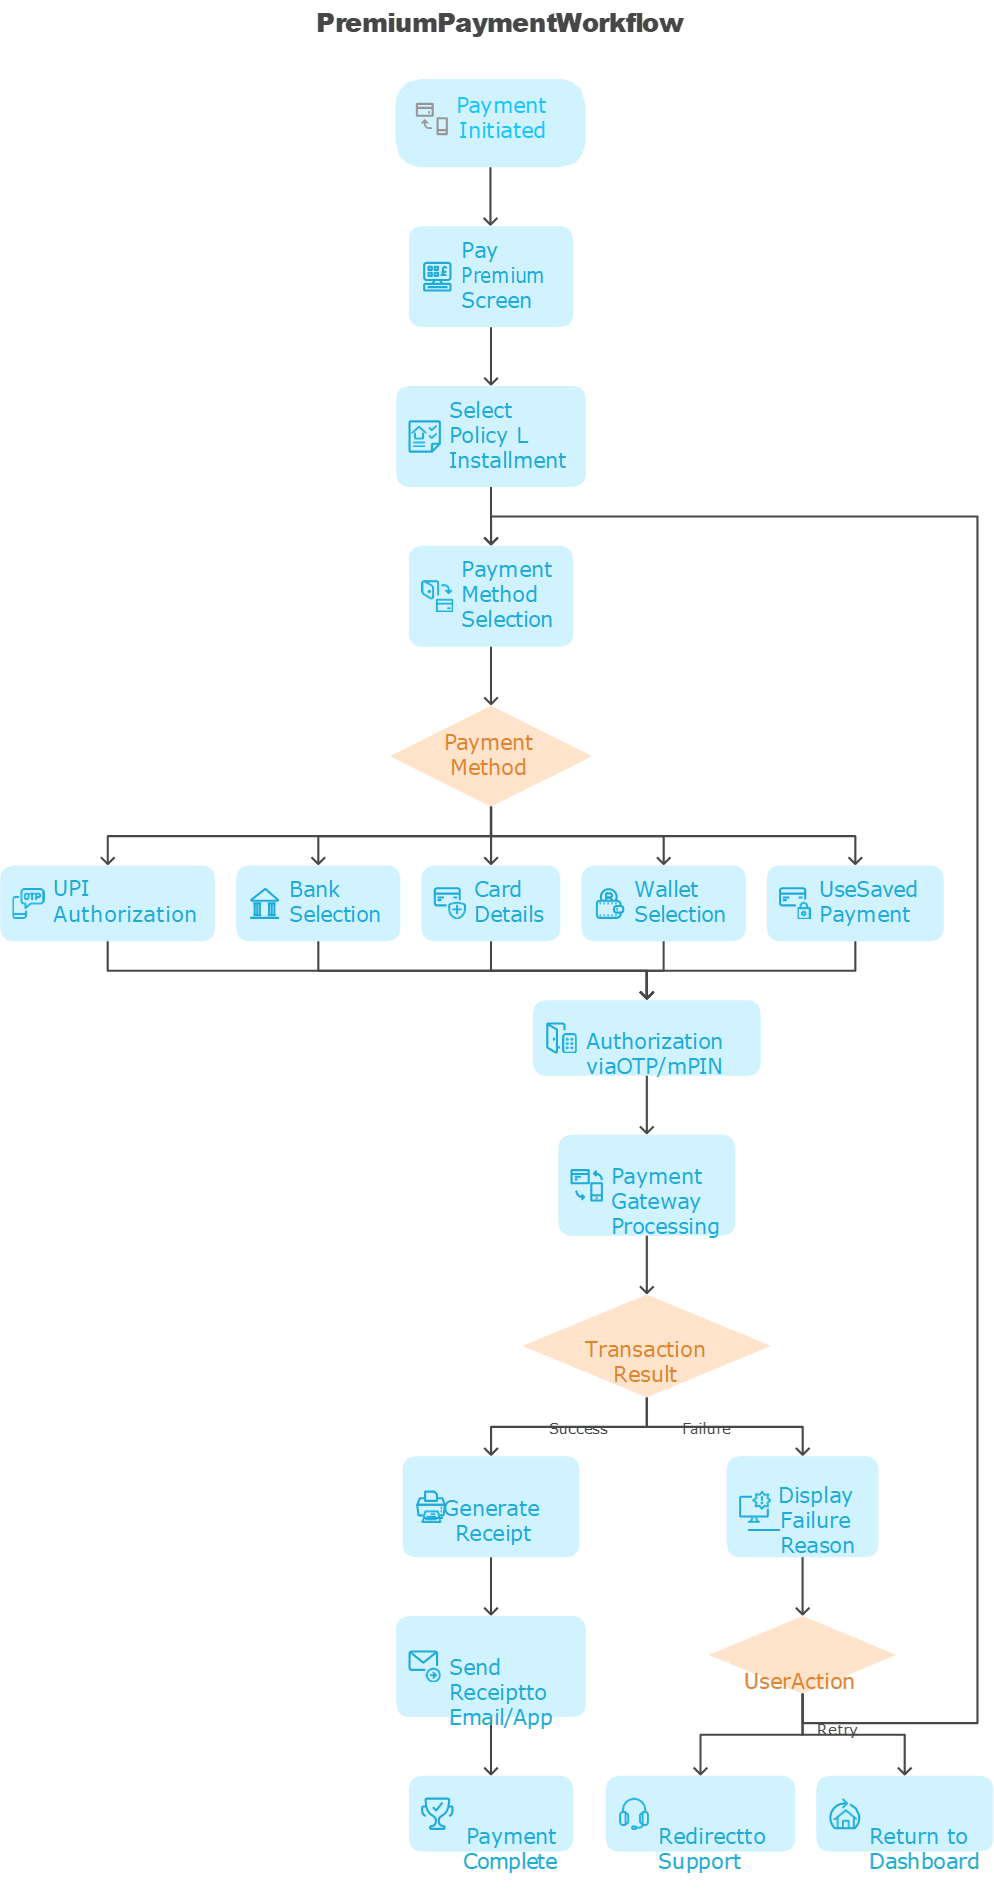 PremiumPaymentWorkflow
Payment
Initiated
Pay
Premium
Screen
Select
Policy L
Installment
Payment
Method
Selection
Payment
Method
UPI
Authorization
OTP
Bank
Selection
Card
Details
Wallet
Selection
UseSaved
Payment
Authorization
viaOTP/mPIN
Payment
Gateway
Processing
Transaction
Result
Success
Failure
Generate
Receipt
Display
Failure
Reason
Send
Receiptto
Email/App
UserAction
Retry
Payment
Complete
Redirectto
Support
Return to
Dashboard